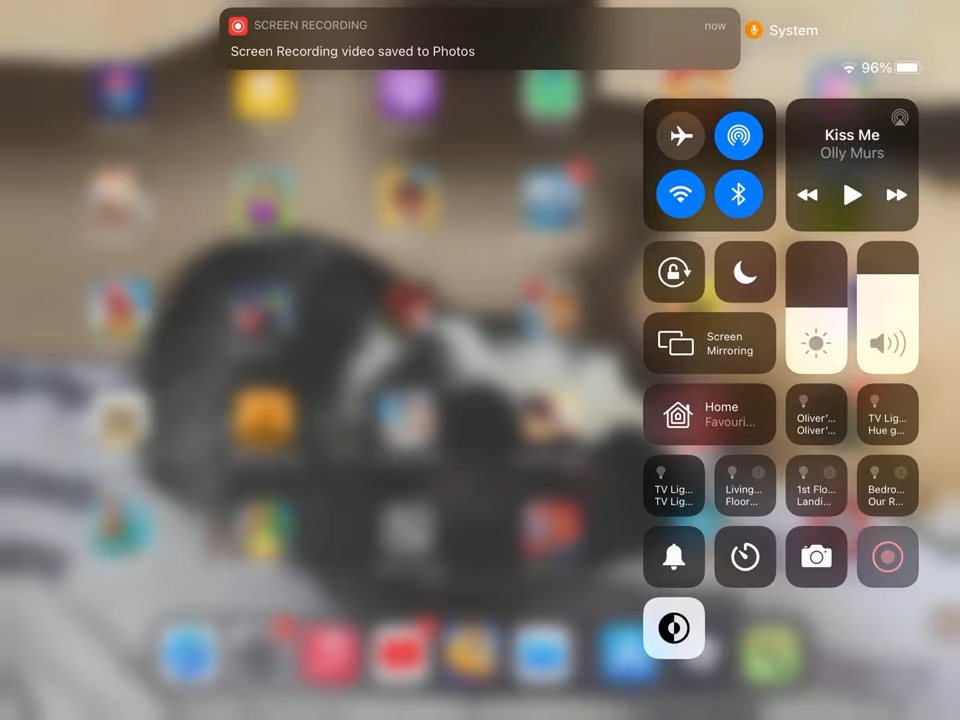 SCREEN RECORDING
now
Screen Recording video saved to Photos
System
96%
Kiss Me
Olly Murs
Screen
Mirroring
Home
Favouri...
Oliver'...
Oliver'...
TV Lig...
Hue g...
TV Lig...
TV Lig...
Living...
Floor...
1st Flo...
Landi...
Bedro...
Our R...